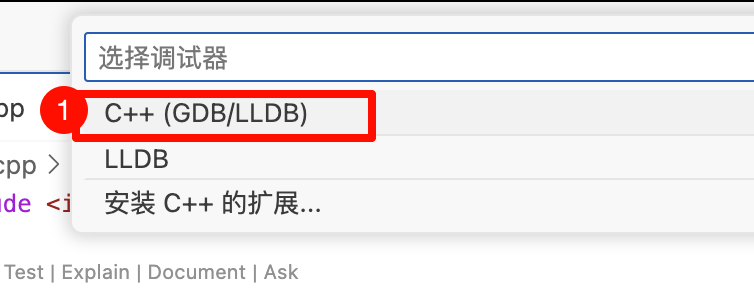 选择调试器
pp
1
C++ (GDB/LLDB)
cpp >
LLDB
ude <i
安装 C++ 的扩展...
Test | Explain | Document | Ask